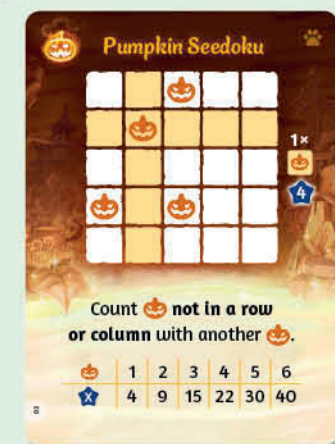 Pumpkin Seedoku
1×
4
Count not in a row
or column with another .
1 2 3 4 5 6
X 4 9 15 22 30 40